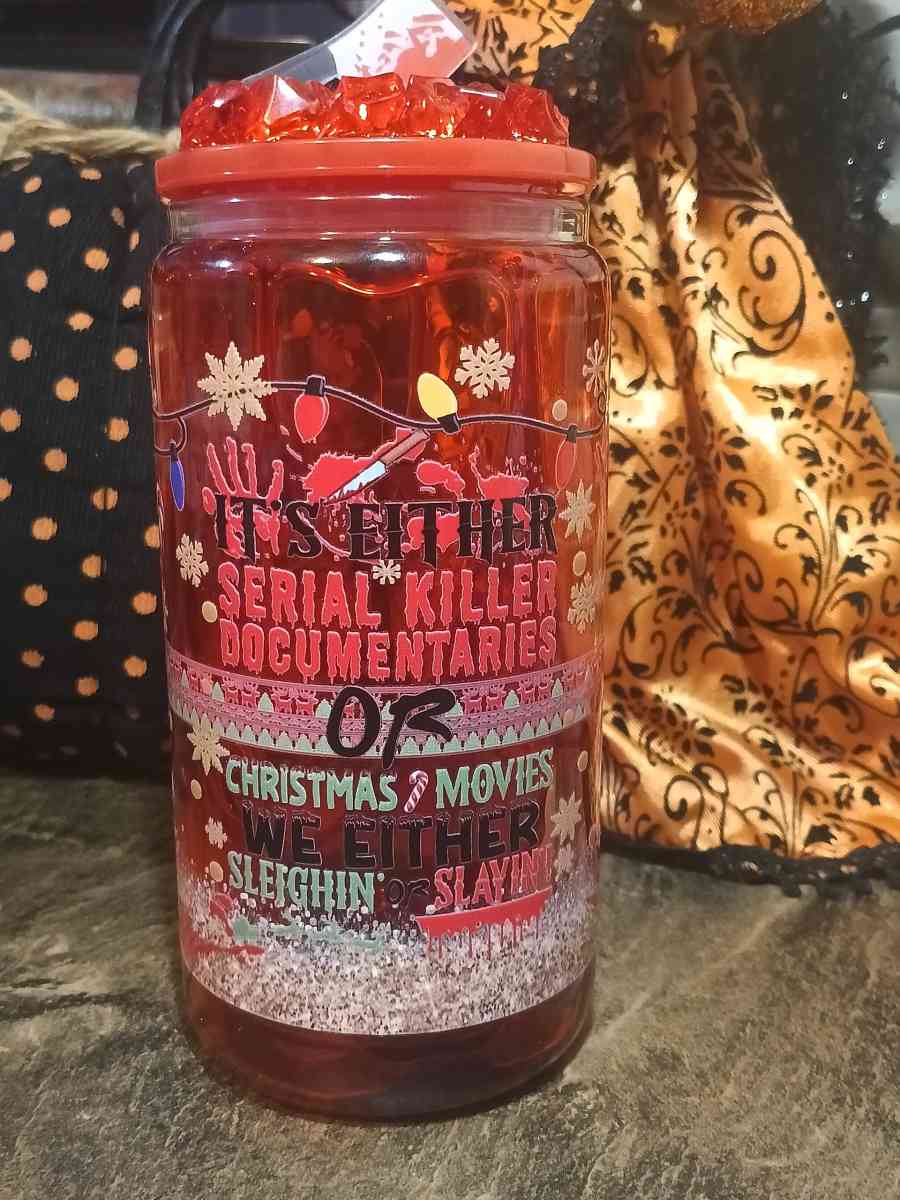 IT'S EITHER
SERIAL KILLER
DOCUMENTARIES
OR
CHRISTMAS MOVIES
WE EITHER
SLEIGHIN' OR SLAYIN'